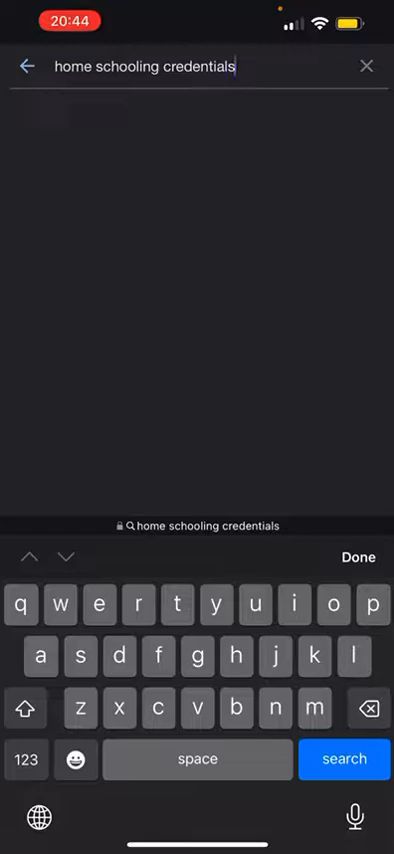 20:44
home schooling credentials
home schooling credentials
Done
q w e r t y u i o p
a s d f g h j k l
z x c v b n m
123 space search